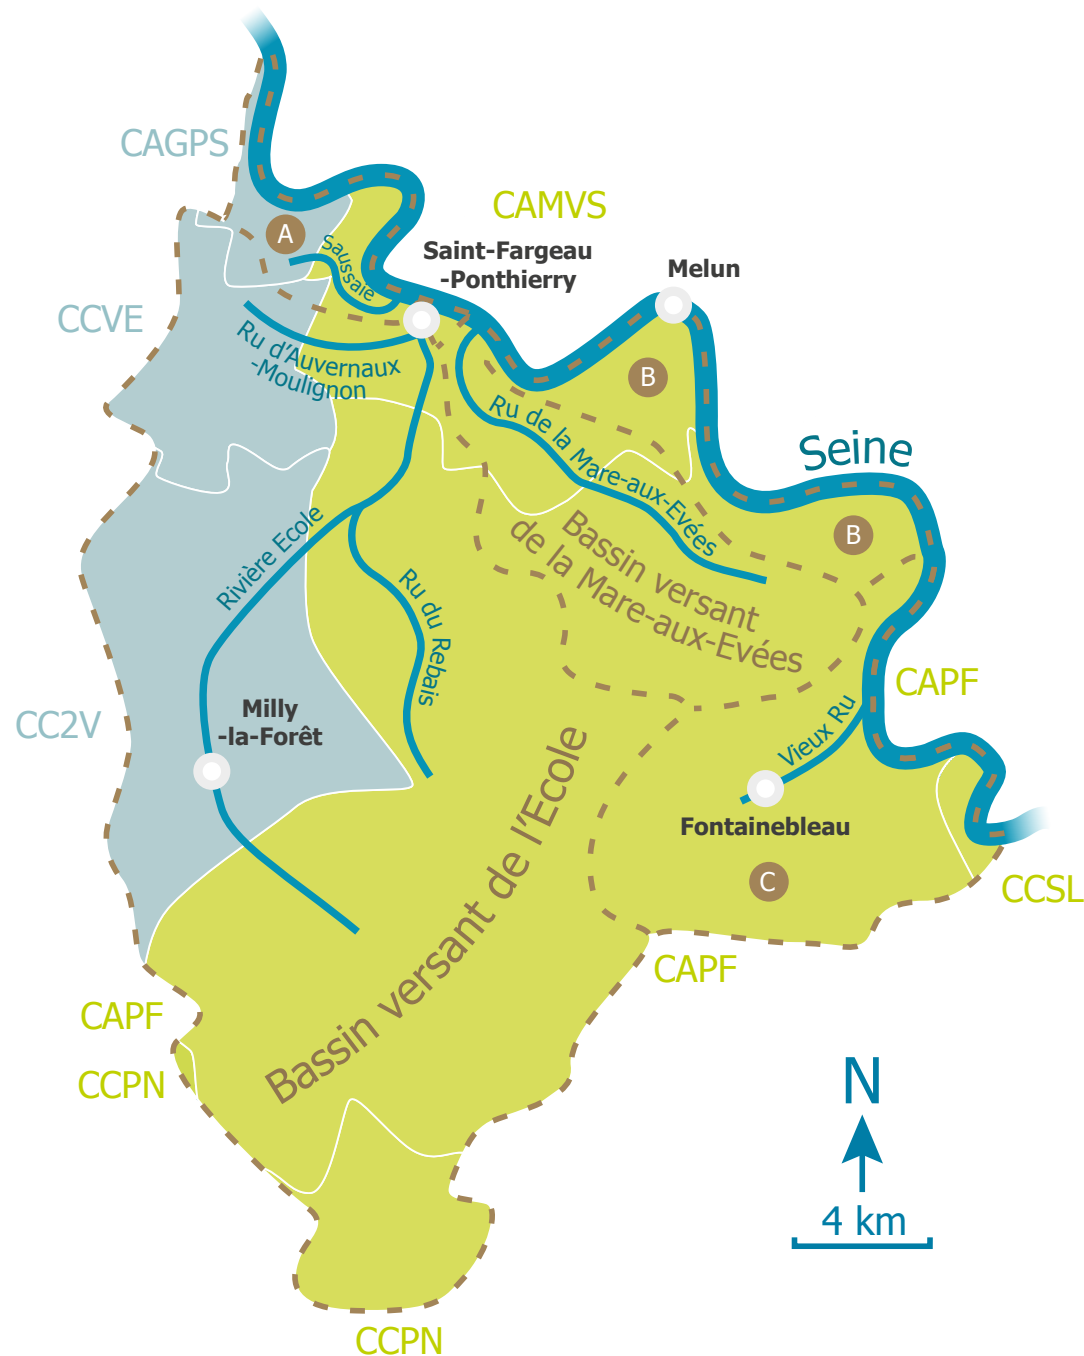 CAGPS
CAMVS
A
Saussaie
Saint-Fargeau
-Ponthierry
Melun
CCVE
Ru d'Auvernaux
-Moulignon
B
Ru de la Mare-aux-Evées
Seine
Rivière Ecole
B
Bassin versant
de la Mare-aux-Evées
Ru du Rebais
CAPF
CC2V
Milly
-la-Forêt
Vieux Ru
Fontainebleau
Bassin versant de l'Ecole
C
CCSL
CAPF
CAPF
CCPN
N
4 km
CCPN